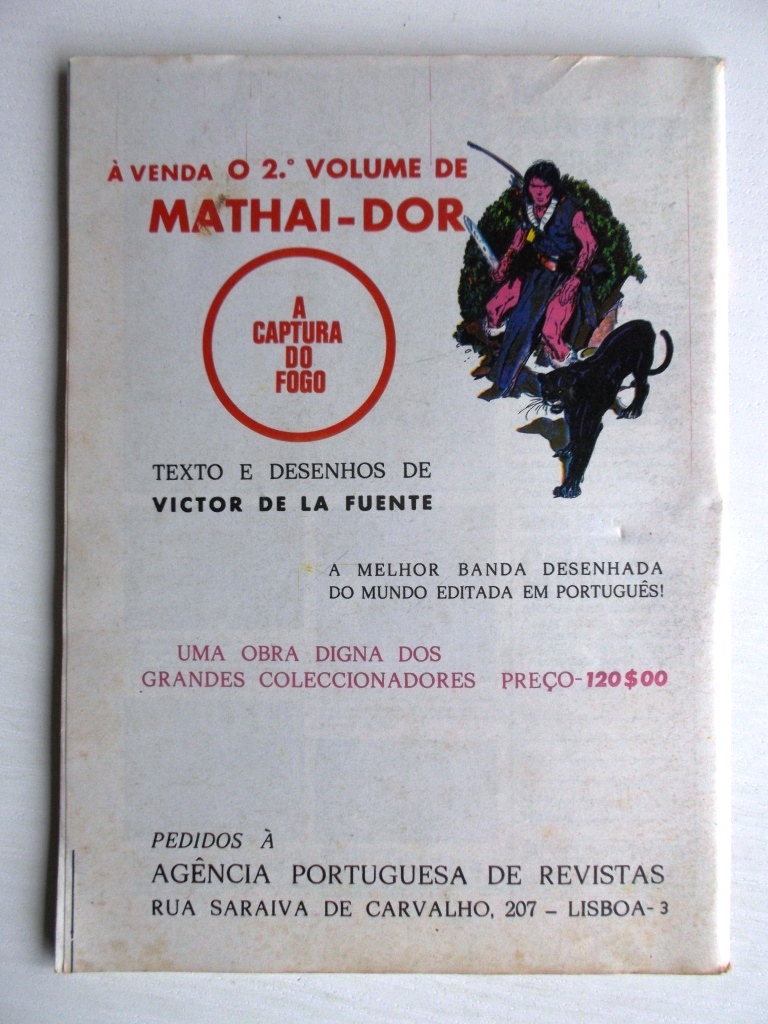 À VENDA O 2.° VOLUME DE
MATHAI-DOR
A
CAPTURA
DO
FOGO
TEXTO E DESENHOS DE
VICTOR DE LA FUENTE
A MELHOR BANDA DESENHADA
DO MUNDO EDITADA EM PORTUGUÊS!
UMA OBRA DIGNA DOS
GRANDES COLECCIONADORES PREÇO-120$00
PEDIDOS À
AGÊNCIA PORTUGUESA DE REVISTAS
RUA SARAIVA DE CARVALHO, 207 – LISBOA-3